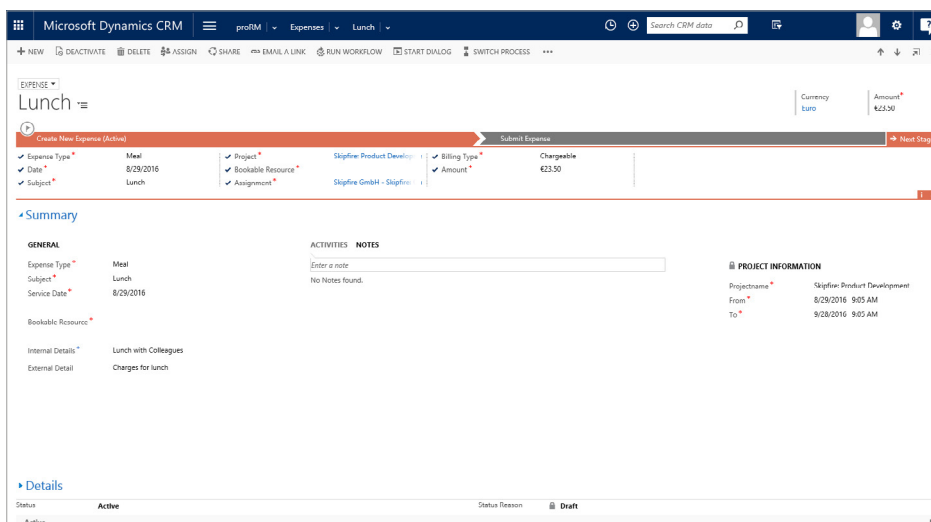 Microsoft Dynamics CRM proRM Expenses Lunch Search CRM data ?
NEW DEACTIVATE DELETE ASSIGN SHARE EMAIL A LINK RUN WORKFLOW START DIALOG SWITCH PROCESS •••
EXPENSE
Lunch
Currency Amount*
Euro €23.50
Create New Expense (Active) Submit Expense → Next Stag
Expense Type* Meal Project* Skipfire: Product Develop Billing Type* Chargeable
Date* 8/29/2016 Bookable Resource* Amount* €23.50
Subject* Lunch Assignment* Skipfire GmbH - Skipfire:
Summary
GENERAL ACTIVITIES NOTES
Expense Type* Meal Enter a note PROJECT INFORMATION
Subject* Lunch No Notes found.
Service Date* 8/29/2016
Projectname* Skipfire: Product Development
From* 8/29/2016 9:05 AM
To* 9/28/2016 9:05 AM
Bookable Resource*
Internal Details* Lunch with Colleagues
External Detail Charges for lunch
Details
Status Active Status Reason Draft
Active